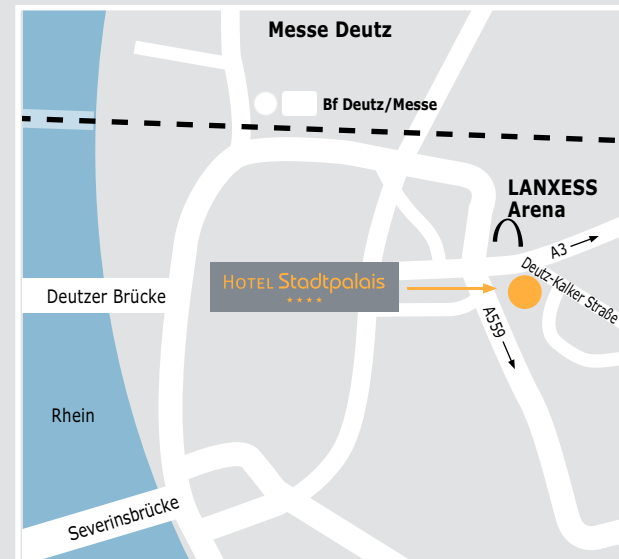 Messe Deutz
Bf Deutz/Messe
LANXESS
Arena
A3
Deutz-Kalker Straße
HOTEL Stadtpalais
****
Deutzer Brücke
A559
Rhein
Severinsbrücke